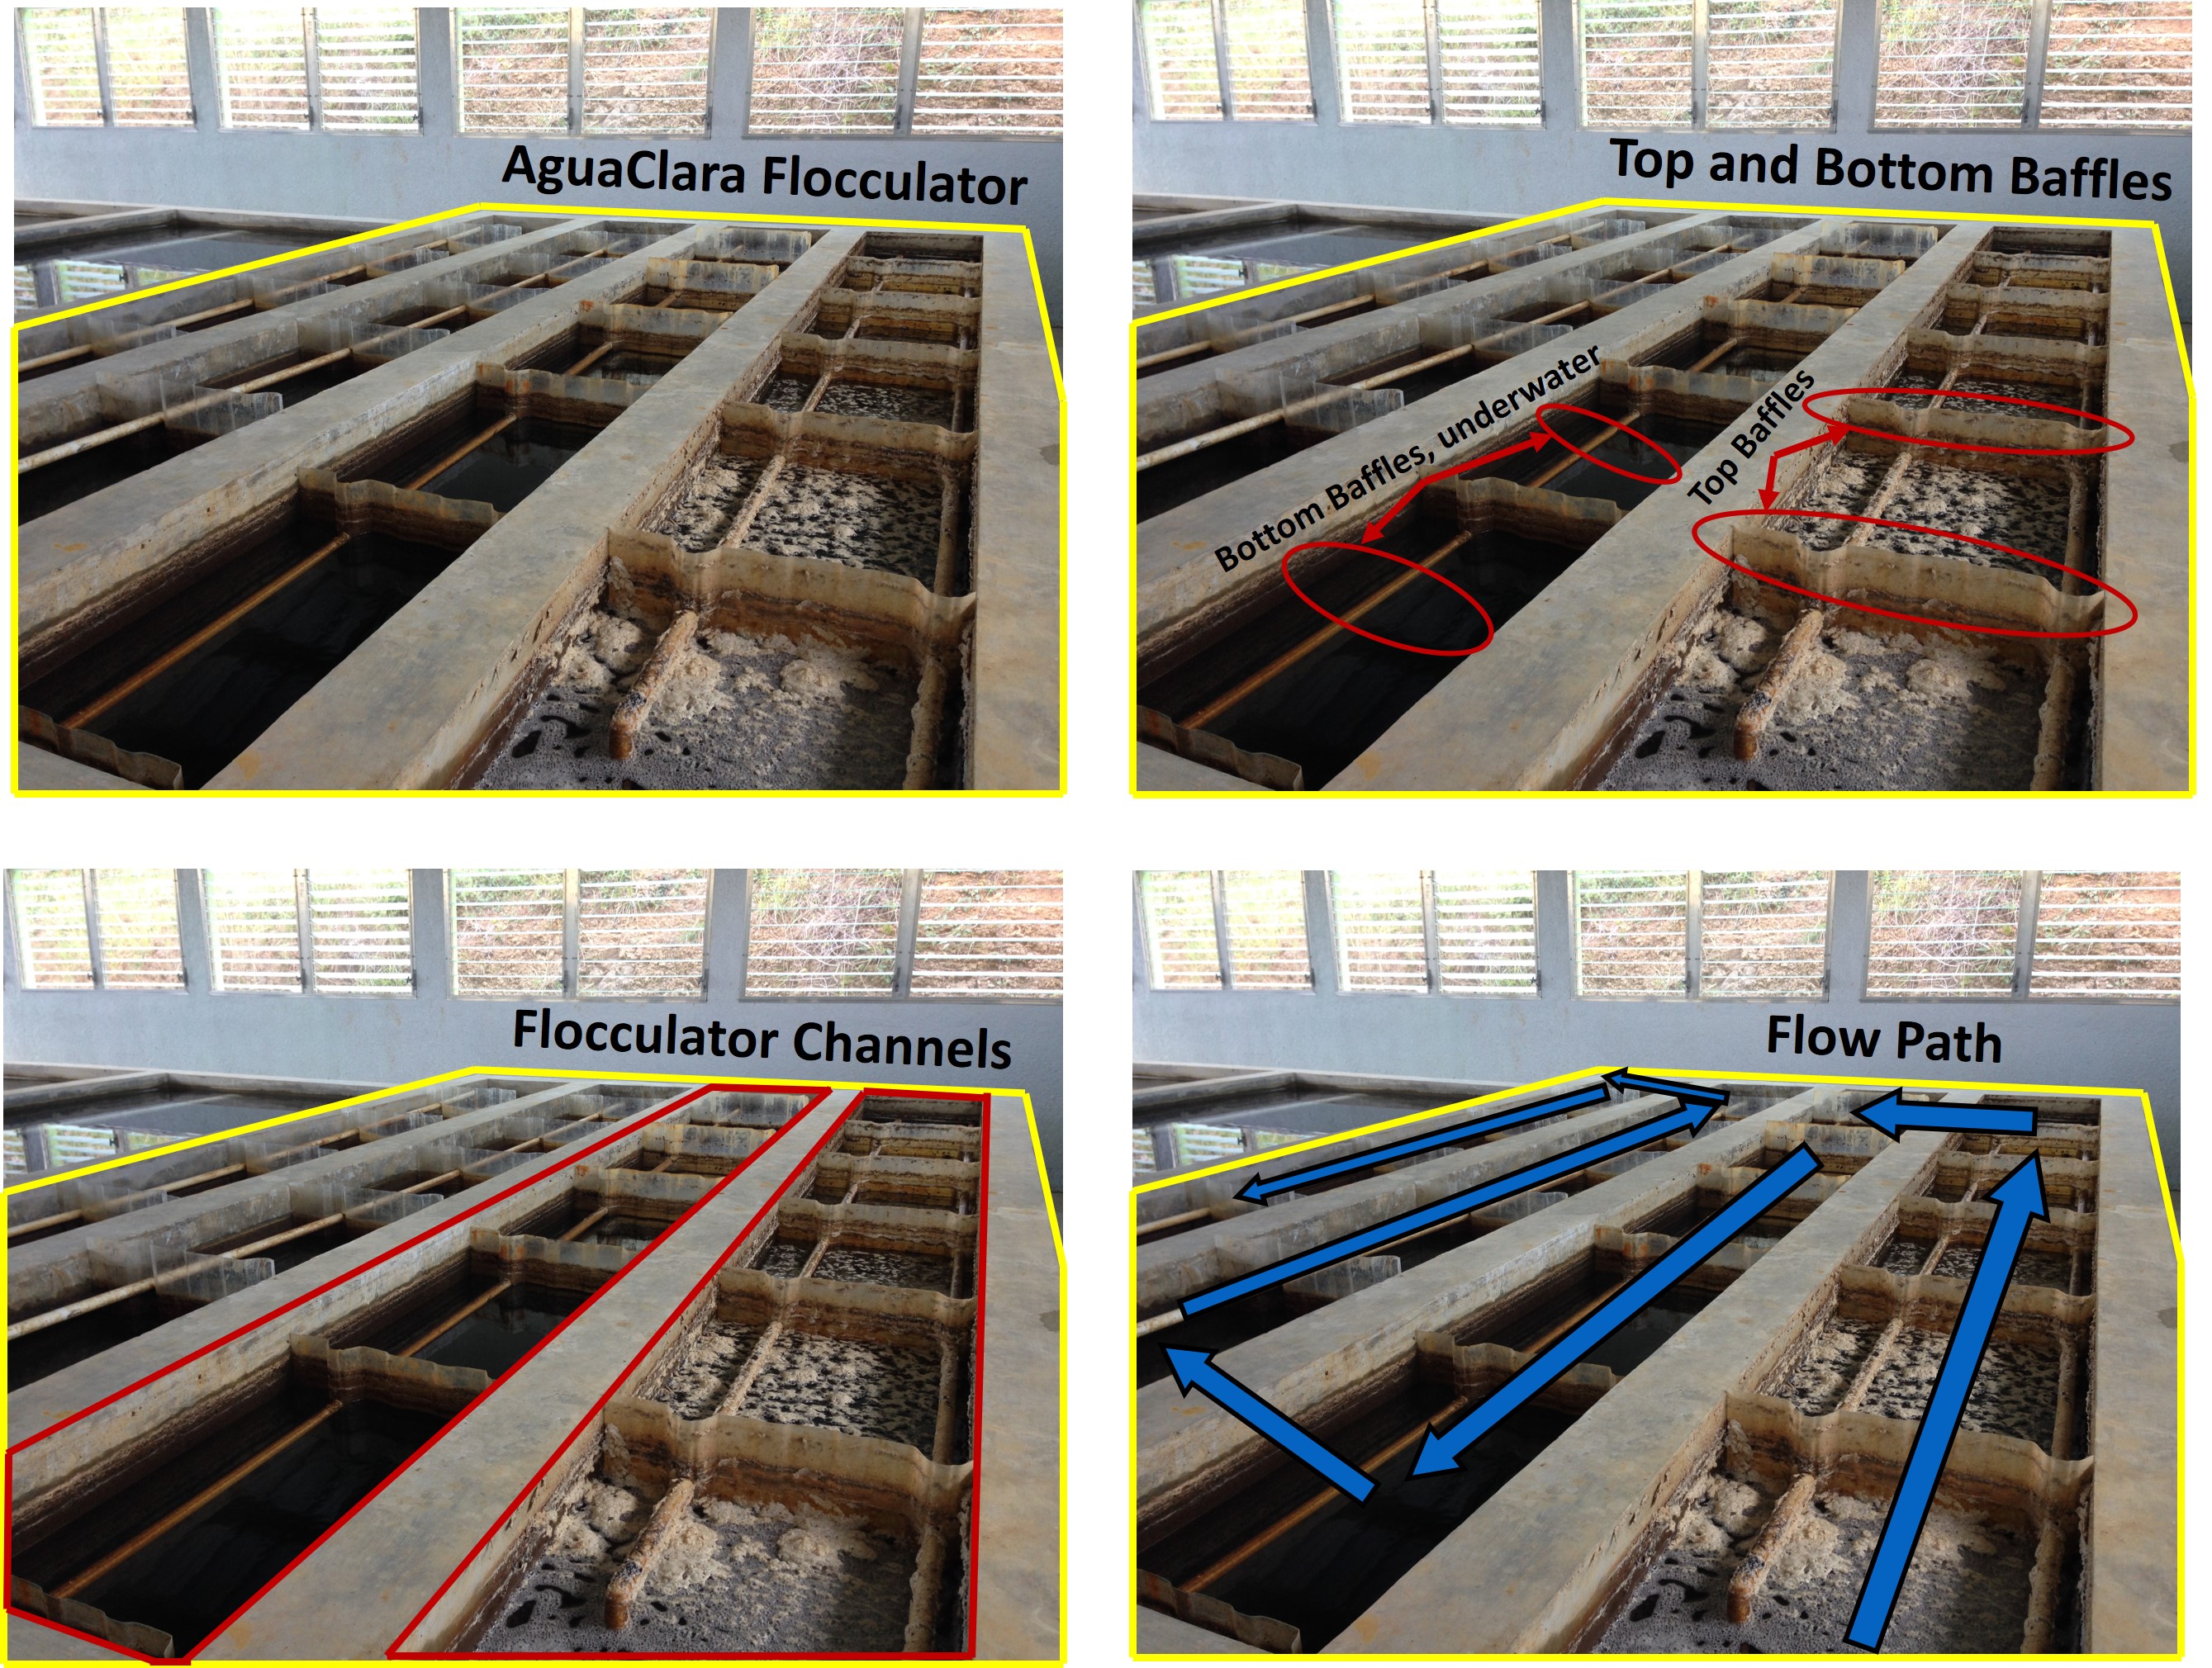 AguaClara Flocculator
Top and Bottom Baffles
Bottom Baffles, underwater
Top Baffles
Flocculator Channels
Flow Path